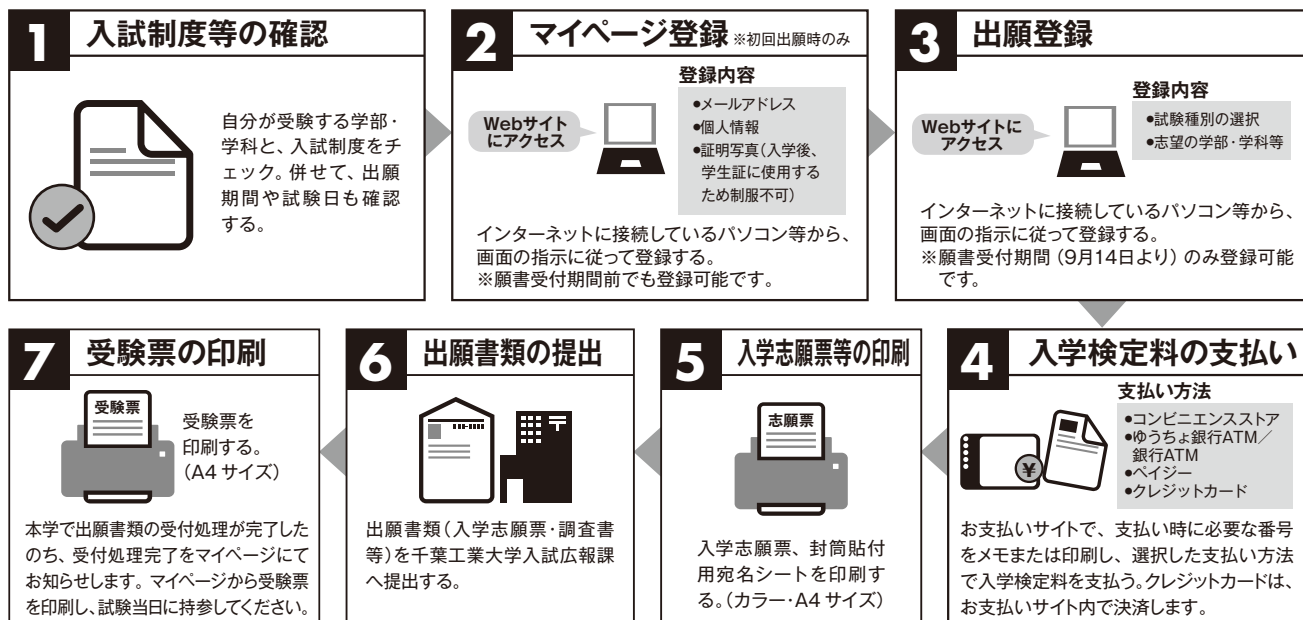 1 入試制度等の確認
自分が受験する学部・
学科と、入試制度をチ
ェック。併せて、出願
期間や試験日も確認
する。
2 マイページ登録 ※初回出願時のみ
Webサイト
にアクセス
登録内容
●メールアドレス
●個人情報
●証明写真(入学後、
学生証に使用する
ため制服不可)
インターネットに接続しているパソコン等から、
画面の指示に従って登録する。
※願書受付期間前でも登録可能です。
3 出願登録
Webサイトに
アクセス
登録内容
●試験種別の選択
●志望の学部・学科等
インターネットに接続しているパソコン等から、
画面の指示に従って登録する。
※願書受付期間(9月14日より)のみ登録可能
です。
4 入学検定料の支払い
¥
支払い方法
●コンビニエンスストア
●ゆうちょ銀行ATM/
銀行ATM
●ペイジー
●クレジットカード
お支払いサイトで、支払い時に必要な番号
をメモまたは印刷し、選択した支払い方法
で入学検定料を支払う。クレジットカードは、
お支払いサイト内で決済します。
5 入学志願票等の印刷
志願票
入学志願票、封筒貼付
用宛名シートを印刷す
る。(カラー・A4サイズ)
6 出願書類の提出
〒
出願書類(入学志願票・調査書
等)を千葉工業大学入試広報課
へ提出する。
7 受験票の印刷
受験票
受験票を
印刷する。
(A4サイズ)
本学で出願書類の受付処理が完了した
のち、受付処理完了をマイページにて
お知らせします。マイページから受験票
を印刷し、試験当日に持参してください。